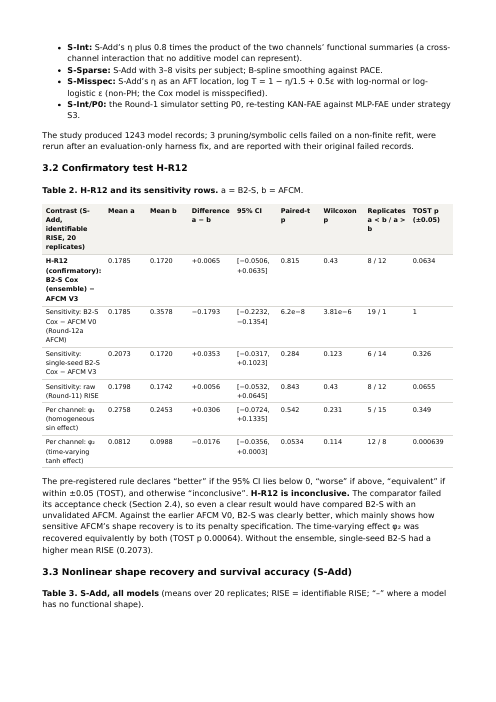 • S-Int: S-Add's η plus 0.8 times the product of the two channels' functional summaries (a cross-
channel interaction that no additive model can represent).
• S-Sparse: S-Add with 3–8 visits per subject; B-spline smoothing against PACE.
• S-Misspec: S-Add's η as an AFT location, log T = 1 − η/1.5 + 0.5ε with log-normal or log-
logistic ε (non-PH; the Cox model is misspecified).
• S-Int/P0: the Round-1 simulator setting P0, re-testing KAN-FAE against MLP-FAE under strategy
S3.
The study produced 1243 model records; 3 pruning/symbolic cells failed on a non-finite refit, were
rerun after an evaluation-only harness fix, and are reported with their original failed records.
3.2 Confirmatory test H-R12
Table 2. H-R12 and its sensitivity rows. a = B2-S, b = AFCM.
Contrast (S- Mean a Mean b Difference 95% CI Paired-t Wilcoxon Replicates TOST p
Add, a − b p p a < b / a > (±0.05)
identifiable b
RISE, 20
replicates)
H-R12 0.1785 0.1720 +0.0065 [−0.0506, 0.815 0.43 8 / 12 0.0634
(confirmatory): +0.0635]
B2-S Cox
(ensemble) −
AFCM V3
Sensitivity: B2-S 0.1785 0.3578 −0.1793 [−0.2232, 6.2e−8 3.81e−6 19 / 1 1
Cox − AFCM V0 −0.1354]
(Round-12a
AFCM)
Sensitivity: 0.2073 0.1720 +0.0353 [−0.0317, 0.284 0.123 6 / 14 0.326
single-seed B2-S +0.1023]
Cox − AFCM V3
Sensitivity: raw 0.1798 0.1742 +0.0056 [−0.0532, 0.843 0.43 8 / 12 0.0655
(Round-11) RISE +0.0645]
Per channel: φ₁ 0.2758 0.2453 +0.0306 [−0.0724, 0.542 0.231 5 / 15 0.349
(homogeneous +0.1335]
sin effect)
Per channel: φ₂ 0.0812 0.0988 −0.0176 [−0.0356, 0.0534 0.114 12 / 8 0.000639
(time-varying +0.0003]
tanh effect)
The pre-registered rule declares “better” if the 95% CI lies below 0, “worse” if above, “equivalent” if
within ±0.05 (TOST), and otherwise “inconclusive”. H-R12 is inconclusive. The comparator failed
its acceptance check (Section 2.4), so even a clear result would have compared B2-S with an
unvalidated AFCM. Against the earlier AFCM V0, B2-S was clearly better, which mainly shows how
sensitive AFCM's shape recovery is to its penalty specification. The time-varying effect φ₂ was
recovered equivalently by both (TOST p 0.00064). Without the ensemble, single-seed B2-S had a
higher mean RISE (0.2073).
3.3 Nonlinear shape recovery and survival accuracy (S-Add)
Table 3. S-Add, all models (means over 20 replicates; RISE = identifiable RISE; “–” where a model
has no functional shape).